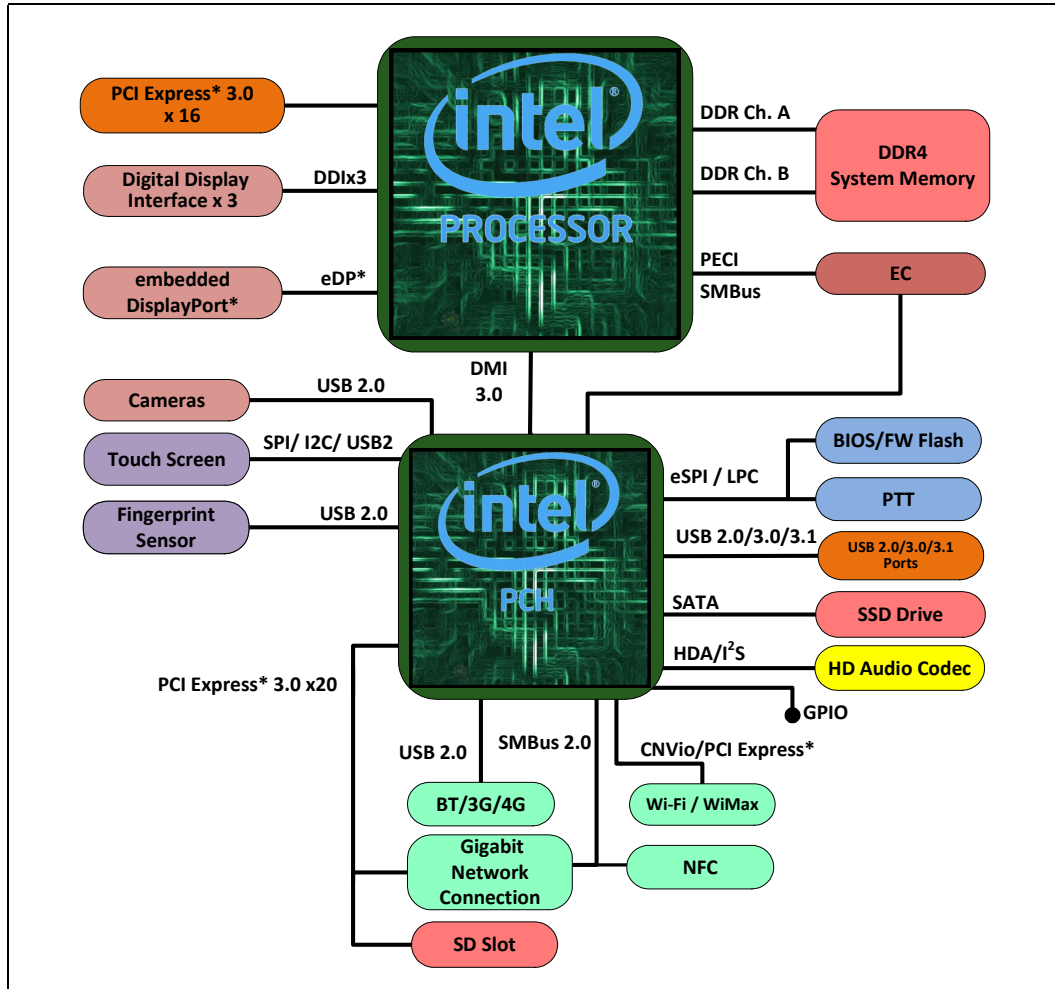 intel®
PROCESSOR
PCI Express* 3.0
x 16
Digital Display
Interface x 3
DDIx3
embedded
DisplayPort*
eDP*
DDR Ch. A
DDR Ch. B
DDR4
System Memory
PECI
SMBus
EC
DMI
3.0
Cameras
USB 2.0
Touch Screen
SPI/ I2C/ USB2
Fingerprint
Sensor
USB 2.0
intel®
PCH
eSPI / LPC
BIOS/FW Flash
PTT
USB 2.0/3.0/3.1
USB 2.0/3.0/3.1
Ports
SATA
SSD Drive
HDA/I²S
HD Audio Codec
GPIO
PCI Express* 3.0 x20
USB 2.0
SMBus 2.0
CNVio/PCI Express*
BT/3G/4G
Wi-Fi / WiMax
Gigabit
Network
Connection
NFC
SD Slot